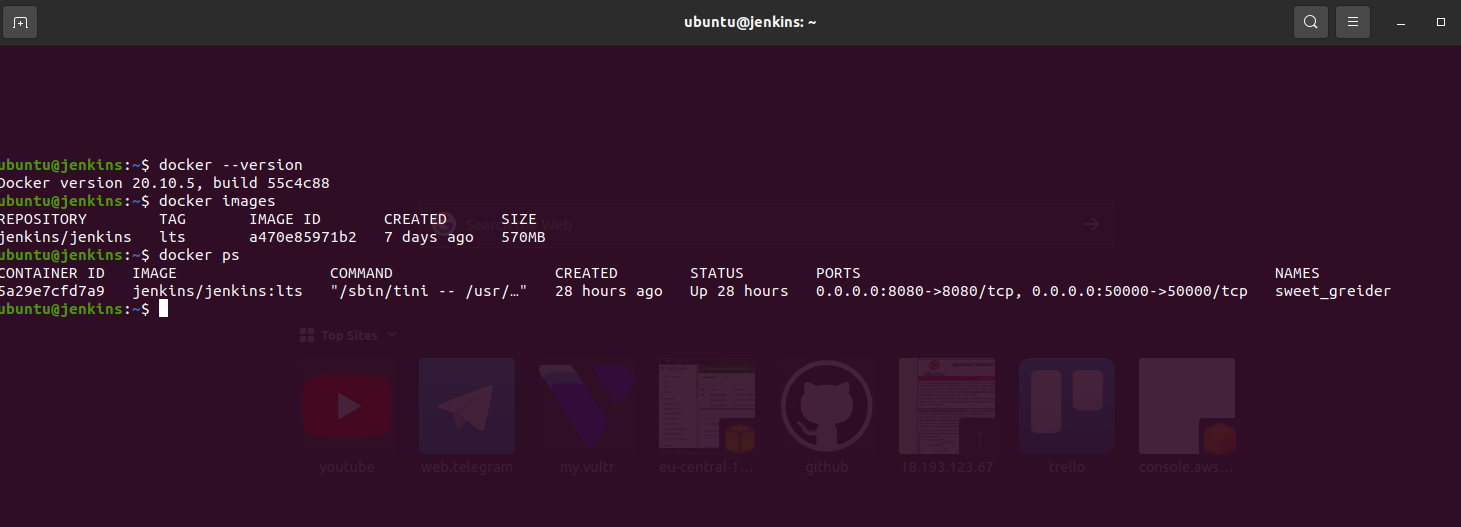 ubuntu@jenkins: ~
ubuntu@jenkins:~$ docker --version
Docker version 20.10.5, build 55c4c88
ubuntu@jenkins:~$ docker images
REPOSITORY TAG IMAGE ID CREATED SIZE
jenkins/jenkins lts a470e85971b2 7 days ago 570MB
ubuntu@jenkins:~$ docker ps
CONTAINER ID IMAGE COMMAND CREATED STATUS PORTS NAMES
5a29e7cfd7a9 jenkins/jenkins:lts "/sbin/tini -- /usr/…" 28 hours ago Up 28 hours 0.0.0.0:8080->8080/tcp, 0.0.0.0:50000->50000/tcp sweet_greider
ubuntu@jenkins:~$
Top Sites
youtube web.telegram my.vultr eu-central-1... github 18.193.123.67 trello console.aws...